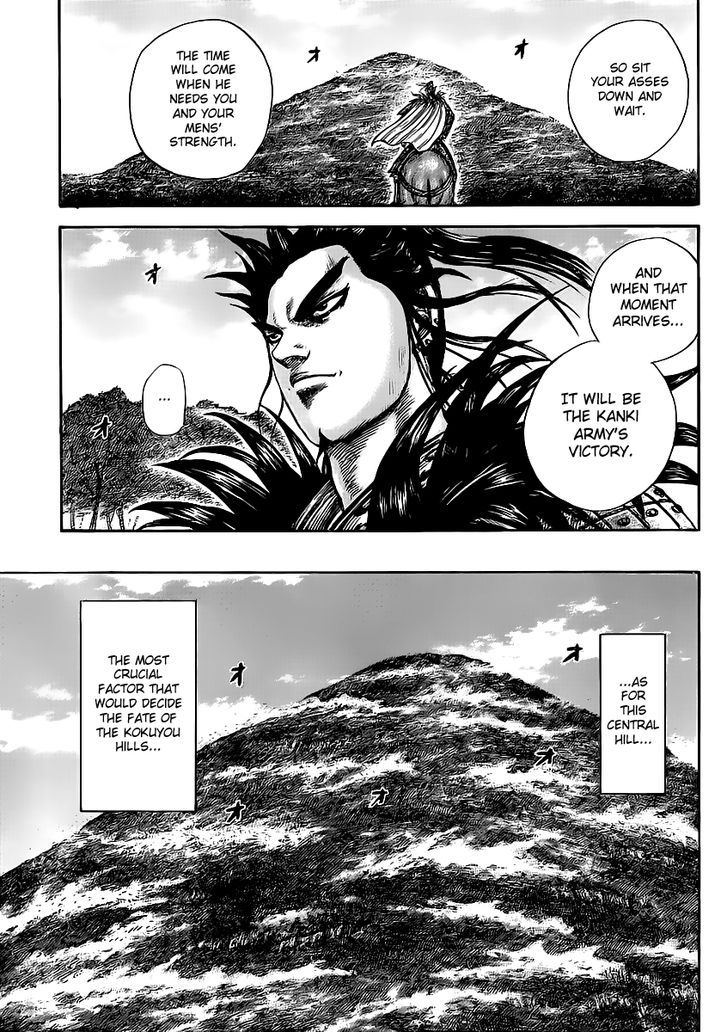 SO SIT
YOUR ASSES
DOWN AND
WAIT.
THE TIME
WILL COME
WHEN HE
NEEDS YOU
AND YOUR
MENS'
STRENGTH.
オ
オ
AND
WHEN THAT
MOMENT
ARRIVES...
IT WILL BE
THE KANKI
ARMY'S
VICTORY.
...
オ
オ
...AS
FOR THIS
CENTRAL
HILL...
THE MOST
CRUCIAL
FACTOR THAT
WOULD DECIDE
THE FATE OF
THE KOKUYOU
HILLS...
オ
オ
オ
オ
オ